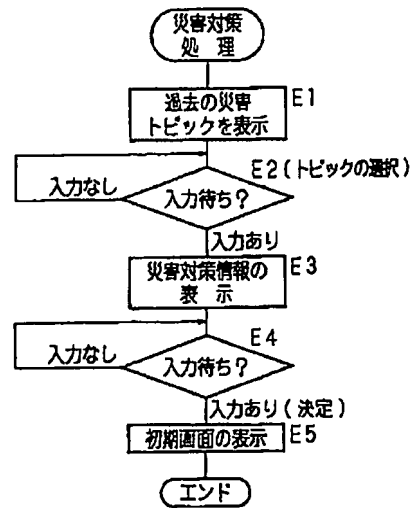 災害対策
処　理
過去の災害
トピックを表示
E1
E2(トピックの選択)
入力なし
入力待ち?
入力あり
災害対策情報の
表　示
E3
E4
入力なし
入力待ち?
入力あり(決定)
初期画面の表示
E5
エンド